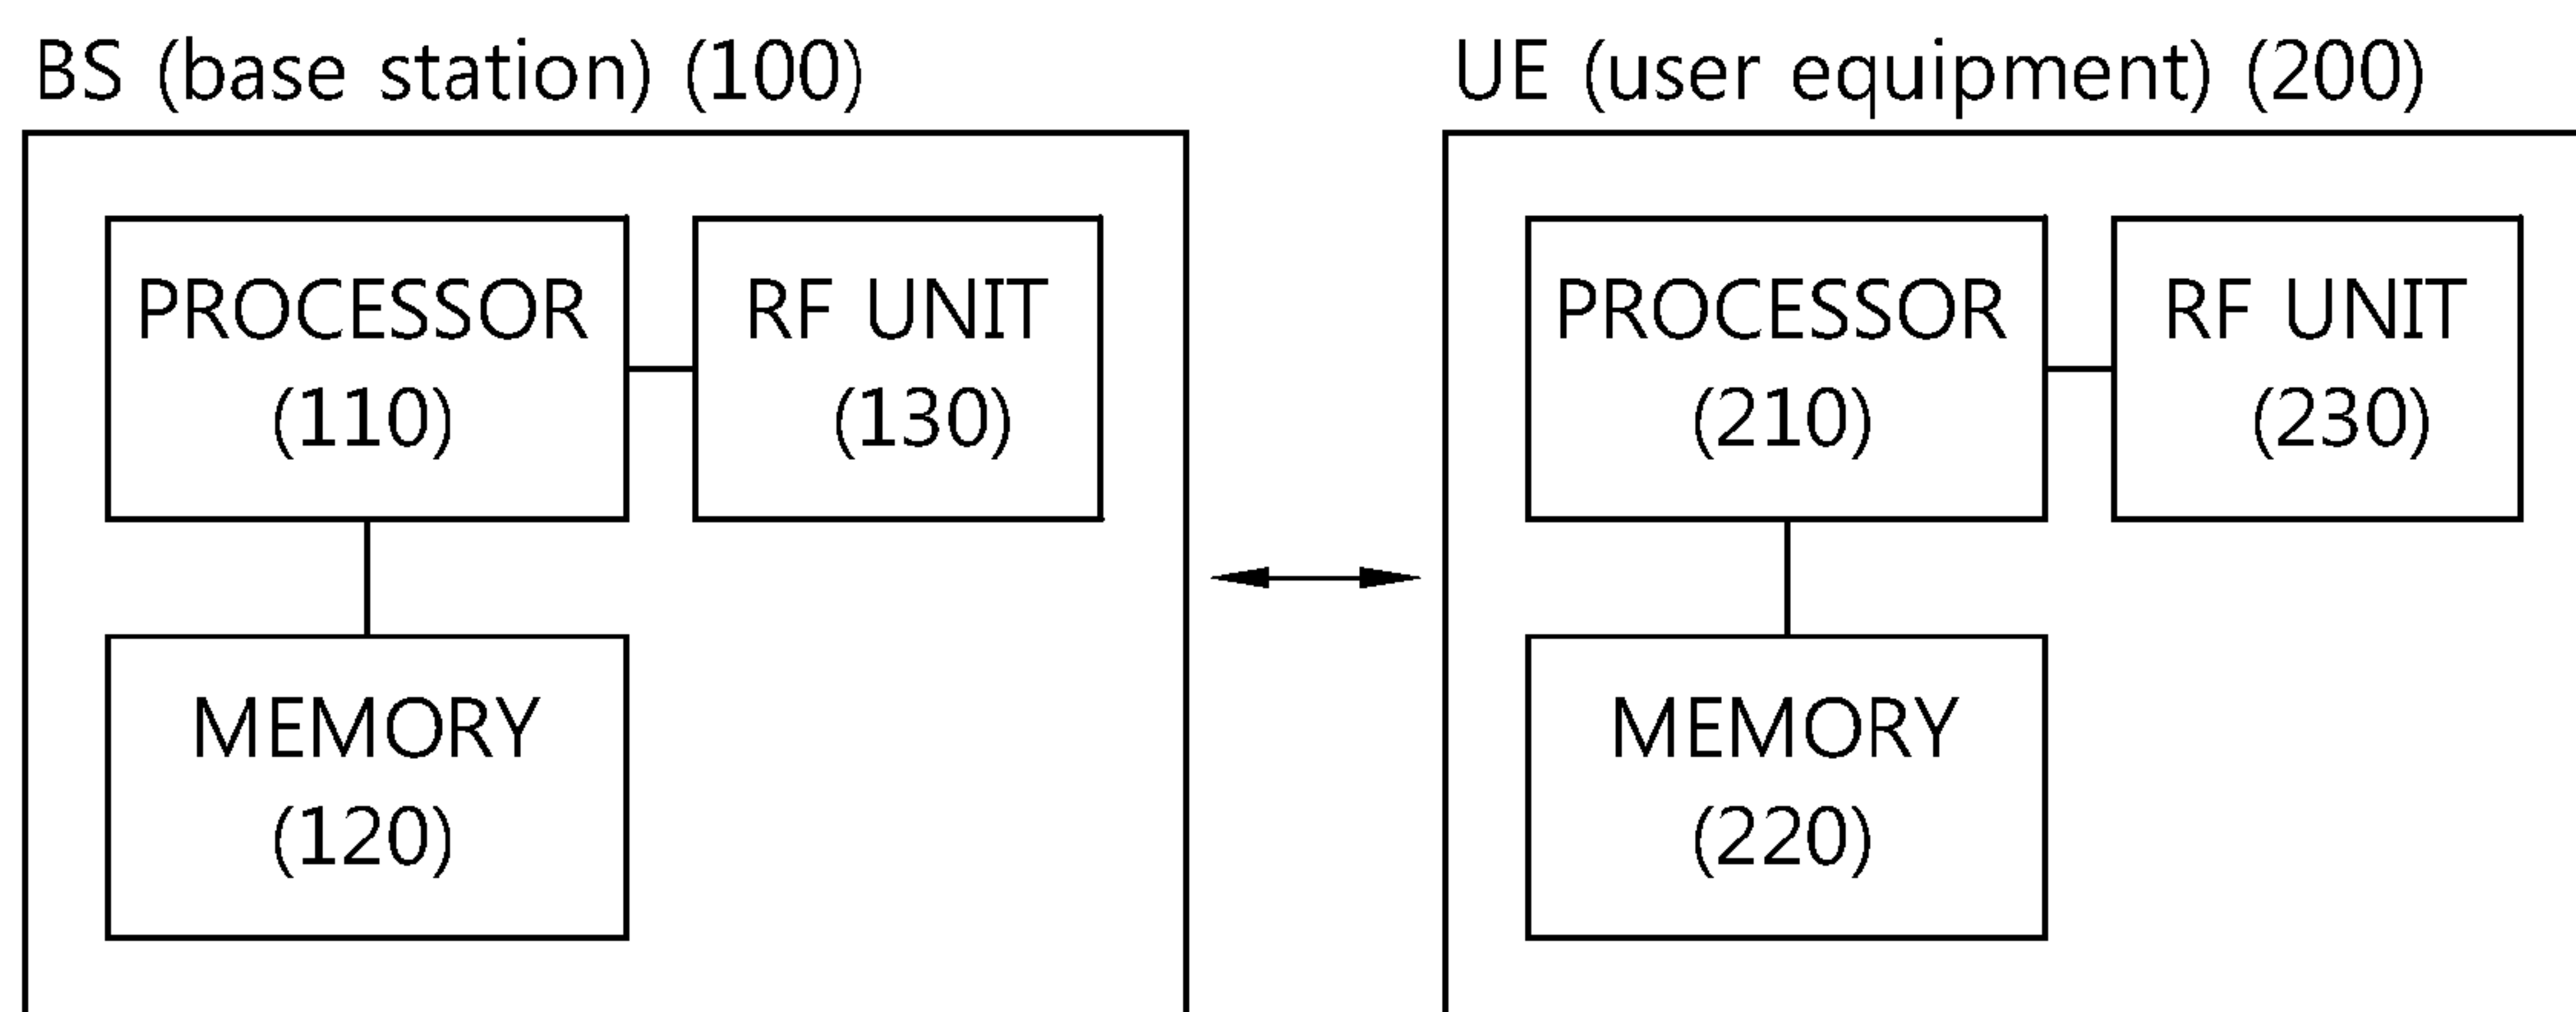 BS (base station) (100)
PROCESSOR
(110)
RF UNIT
(130)
MEMORY
(120)
UE (user equipment) (200)
PROCESSOR
(210)
RF UNIT
(230)
MEMORY
(220)